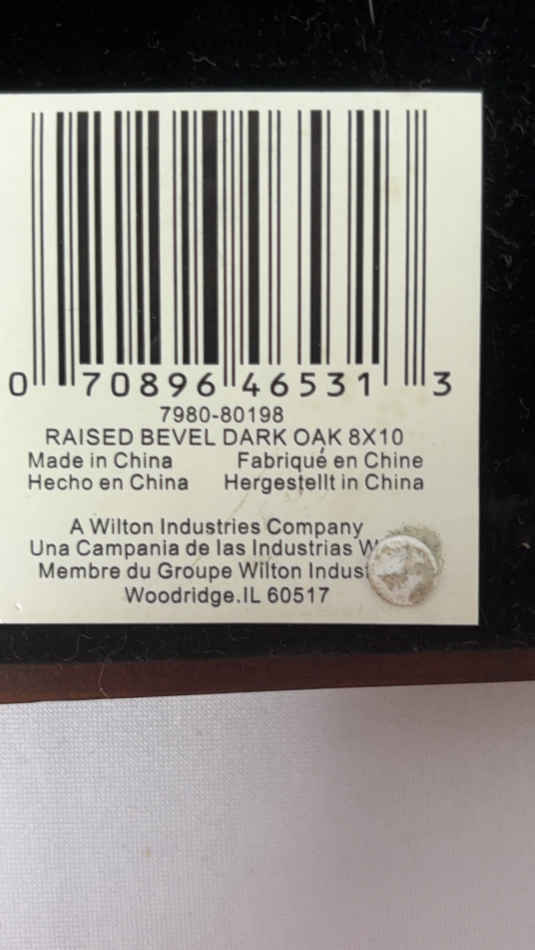 0 70896 46531 3
7980-80198
RAISED BEVEL DARK OAK 8X10
Made in China Fabriqué en Chine
Hecho en China Hergestellt in China
A Wilton Industries Company
Una Campania de las Industrias
Membre du Groupe Wilton
Woodridge.IL 60517